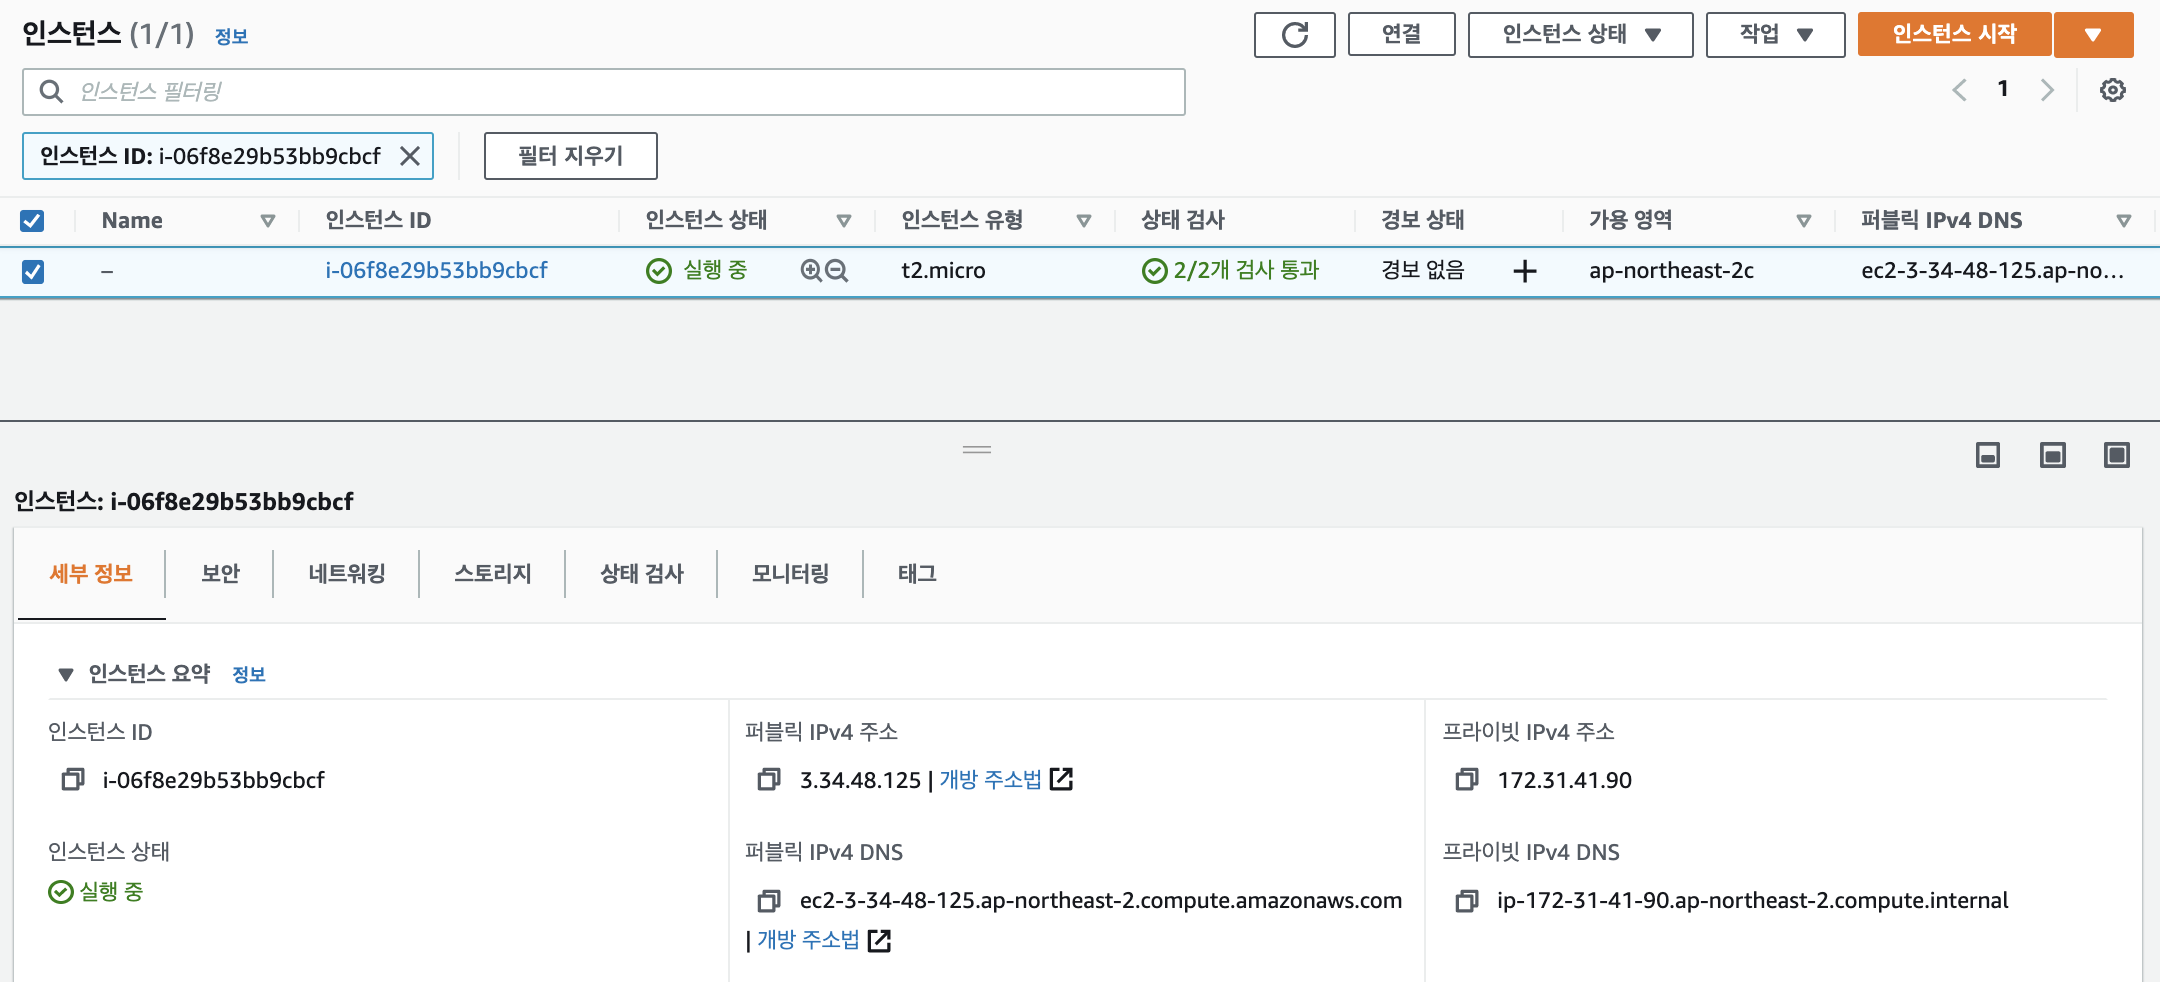 인스턴스 (1/1) 정보
연결
인스턴스 상태
작업
인스턴스 시작
인스턴스 필터링
1
인스턴스 ID: i-06f8e29b53bb9cbcf
필터 지우기
Name 인스턴스 ID 인스턴스 상태 인스턴스 유형 상태 검사 경보 상태 가용 영역 퍼블릭 IPv4 DNS
– i-06f8e29b53bb9cbcf 실행 중 t2.micro 2/2개 검사 통과 경보 없음 + ap-northeast-2c ec2-3-34-48-125.ap-no...
인스턴스: i-06f8e29b53bb9cbcf
세부 정보 보안 네트워킹 스토리지 상태 검사 모니터링 태그
인스턴스 요약 정보
인스턴스 ID
i-06f8e29b53bb9cbcf
인스턴스 상태
실행 중
퍼블릭 IPv4 주소
3.34.48.125 | 개방 주소법
퍼블릭 IPv4 DNS
ec2-3-34-48-125.ap-northeast-2.compute.amazonaws.com
| 개방 주소법
프라이빗 IPv4 주소
172.31.41.90
프라이빗 IPv4 DNS
ip-172-31-41-90.ap-northeast-2.compute.internal